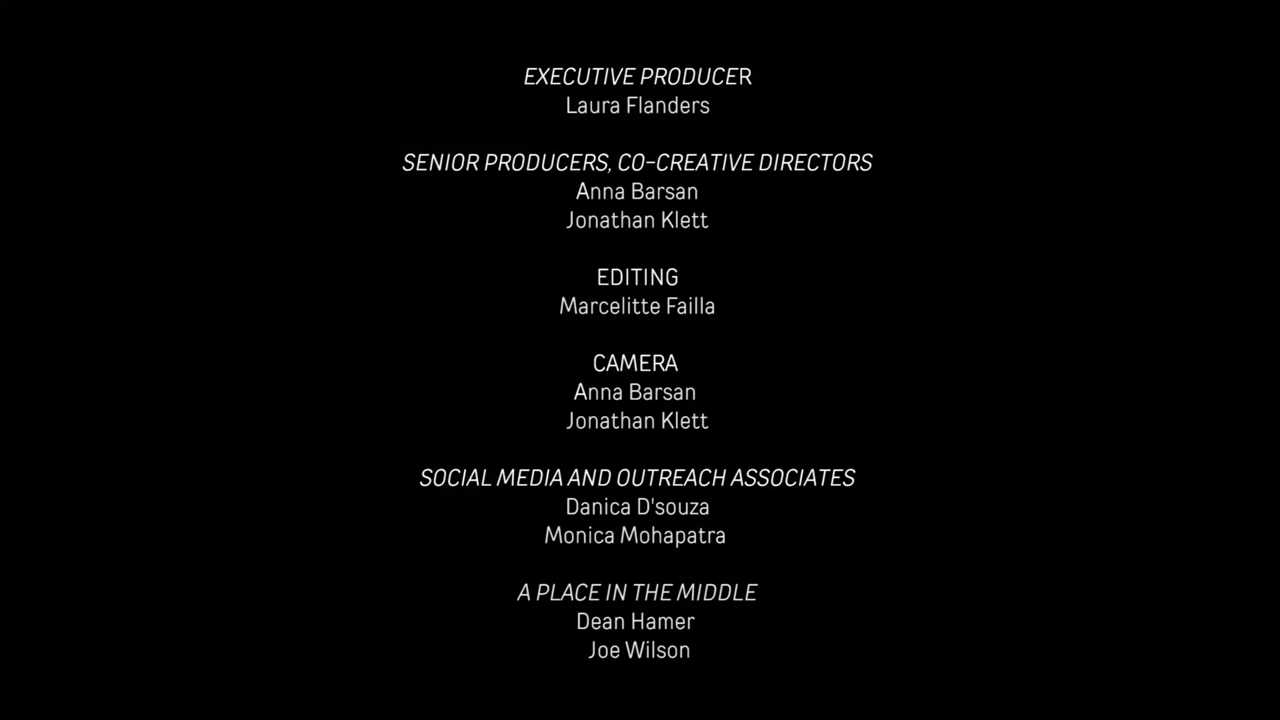 EXECUTIVE PRODUCER
Laura Flanders
SENIOR PRODUCERS, CO-CREATIVE DIRECTORS
Anna Barsan
Jonathan Klett
EDITING
Marcelitte Failla
CAMERA
Anna Barsan
Jonathan Klett
SOCIAL MEDIA AND OUTREACH ASSOCIATES
Danica D'souza
Monica Mohapatra
A PLACE IN THE MIDDLE
Dean Hamer
Joe Wilson